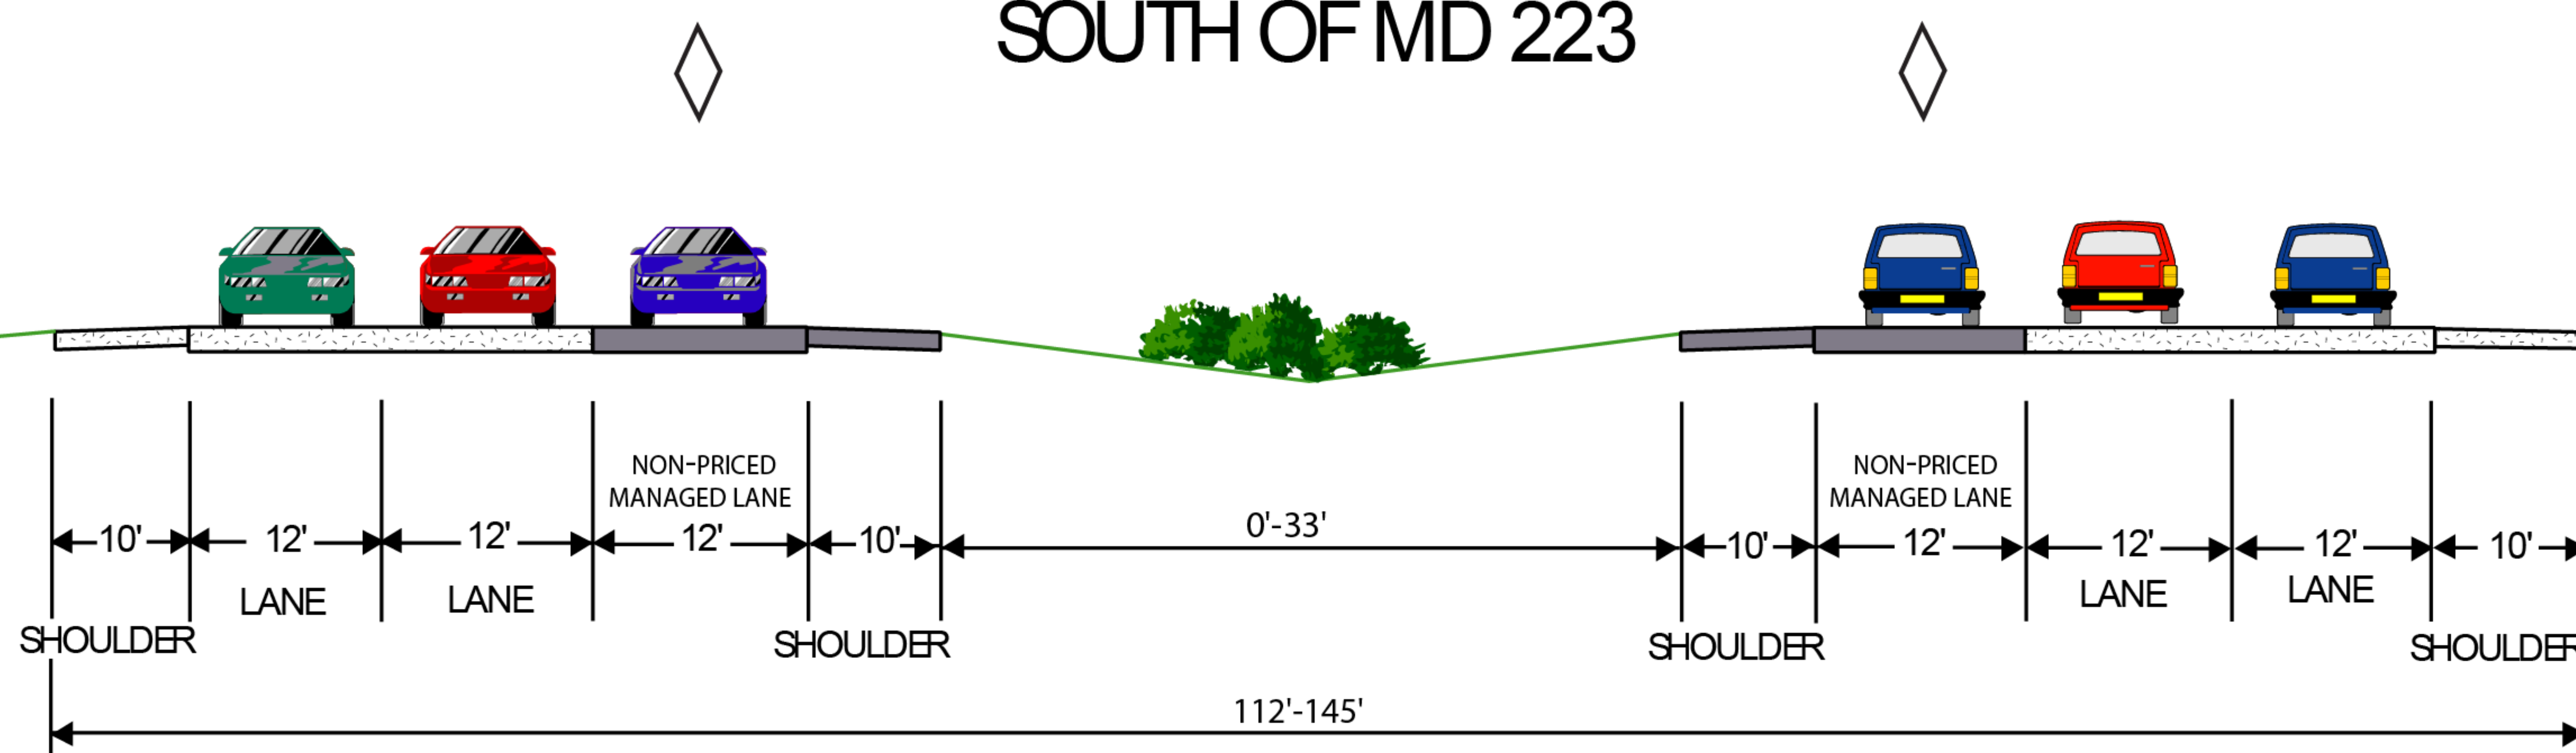 SOUTH OF MD 223
NON-PRICED
MANAGED LANE
NON-PRICED
MANAGED LANE
10' 12' 12' 12' 10' 0'-33' 10' 12' 12' 12' 10'
LANE LANE LANE LANE
SHOULDER SHOULDER SHOULDER SHOULDER
112'-145'